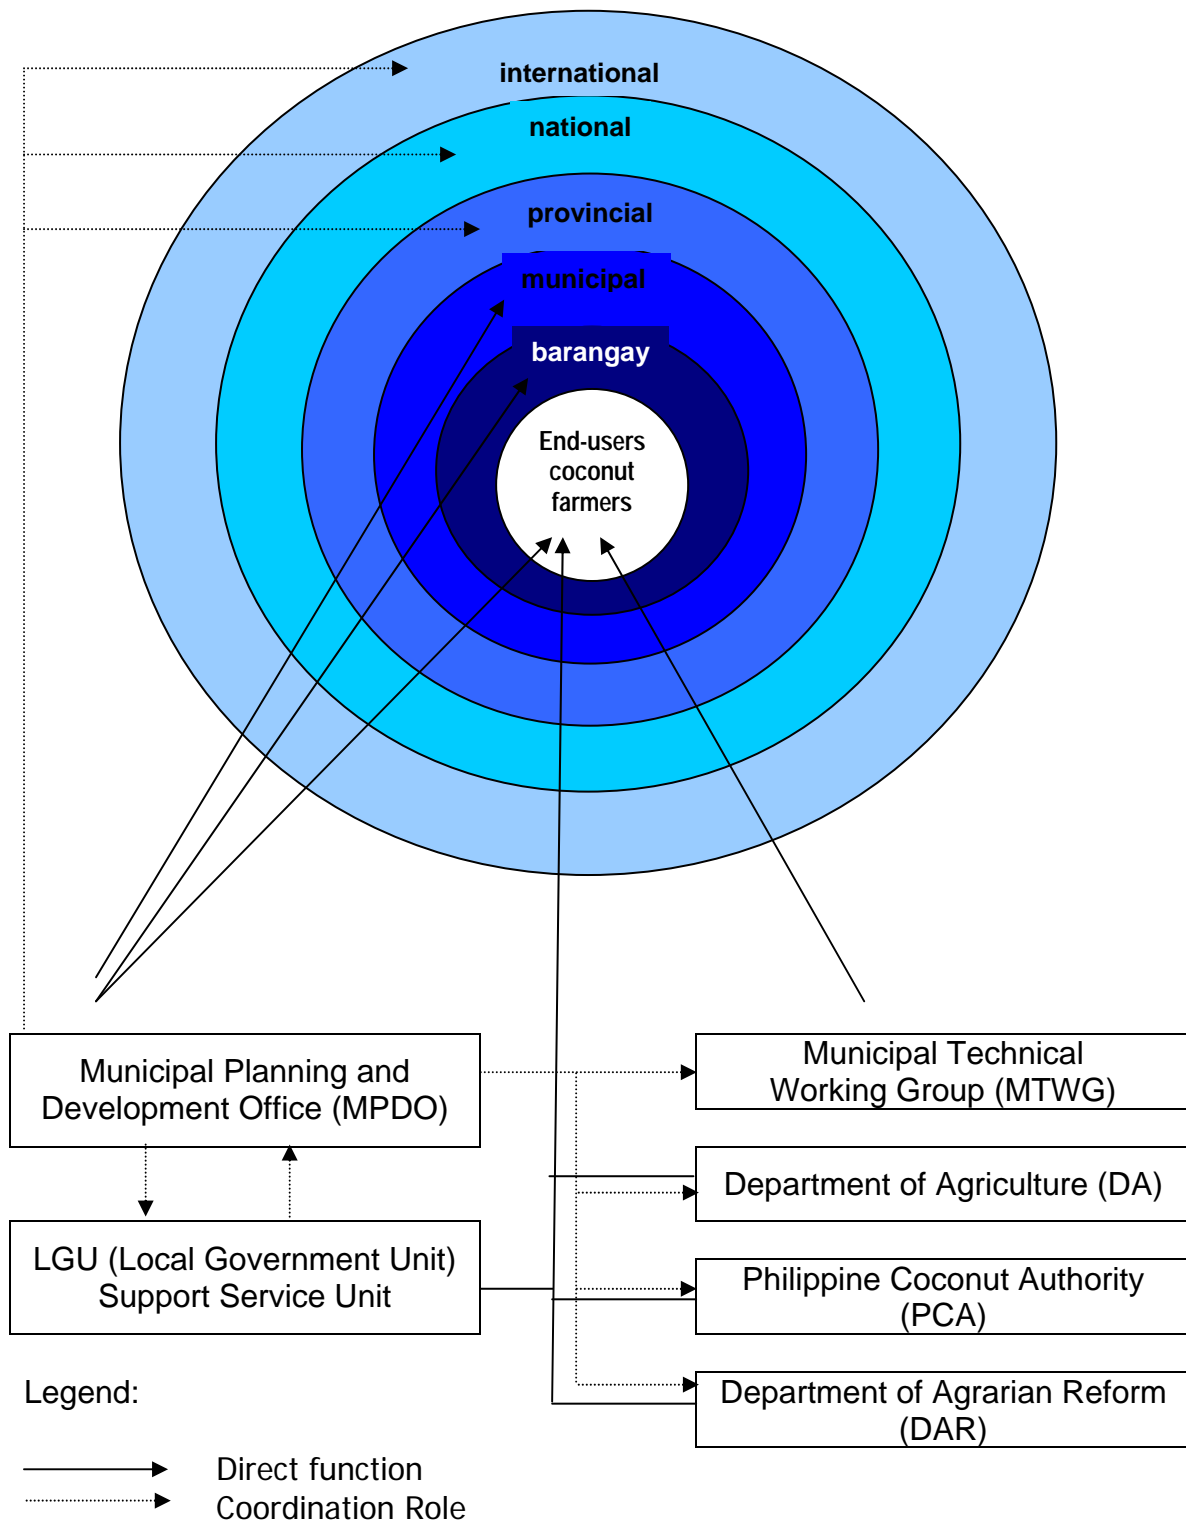 international
national
provincial
municipal
barangay
End-users
coconut
farmers
Municipal Planning and
Development Office (MPDO)
Municipal Technical
Working Group (MTWG)
Department of Agriculture (DA)
LGU (Local Government Unit)
Support Service Unit
Philippine Coconut Authority
(PCA)
Department of Agrarian Reform
(DAR)
Legend:
Direct function
Coordination Role